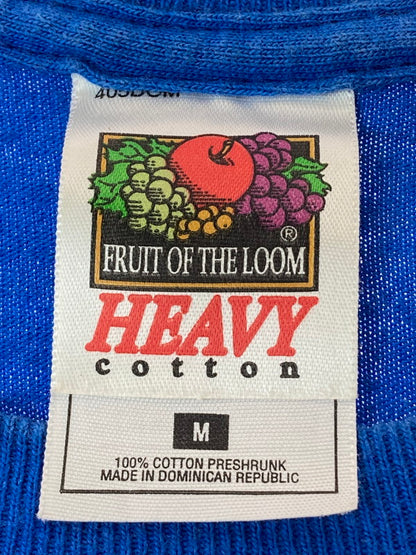 FRUIT OF THE LOOM
®
HEAVY
cotton
M
100% COTTON PRESHRUNK
MADE IN DOMINICAN REPUBLIC